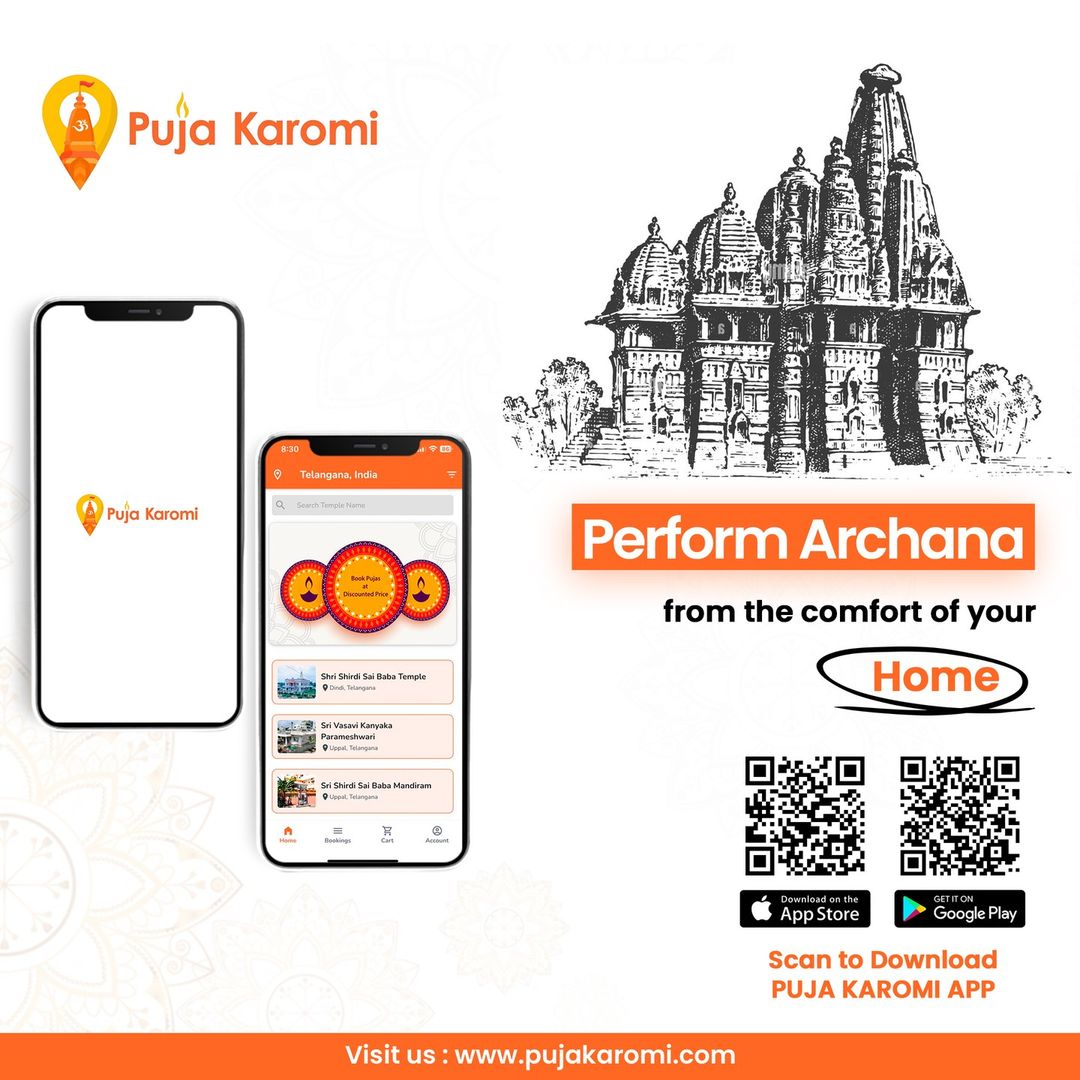 Puja Karomi
Puja Karomi
8:30
Telangana, India
Search Temple Name
Book Pujas
at
Discounted Price
Shri Shirdi Sai Baba Temple
Dindi, Telangana
Sri Vasavi Kanyaka
Parameshwari
Uppal, Telangana
Sri Shirdi Sai Baba Mandiram
Uppal, Telangana
Home Bookings Cart Account
Perform Archana
from the comfort of your
Home
Download on the
App Store
GET IT ON
Google Play
Scan to Download
PUJA KAROMI APP
Visit us : www.pujakaromi.com